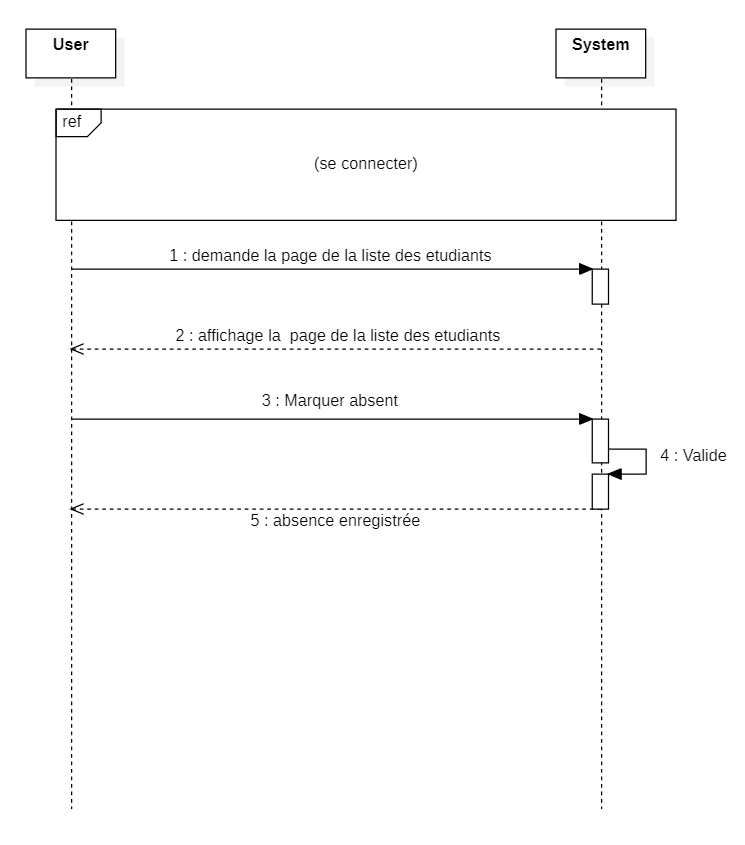 User
System
ref
(se connecter)
1 : demande la page de la liste des etudiants
2 : affichage la  page de la liste des etudiants
3 : Marquer absent
4 : Valide
5 : absence enregistrée